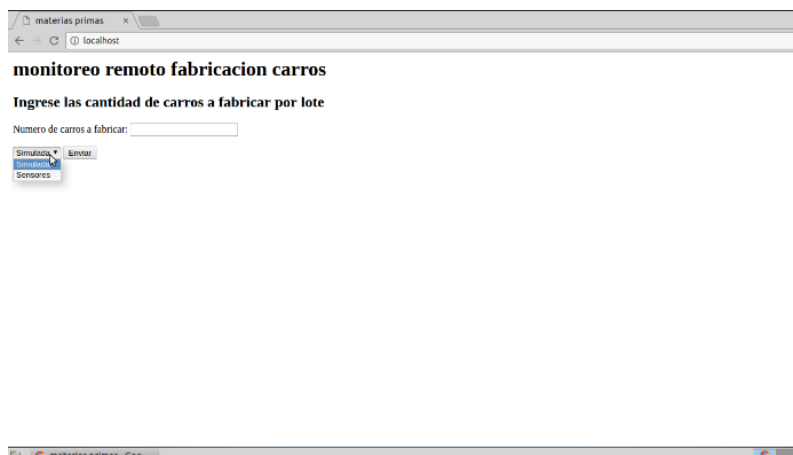 materias primas ×
localhost
monitoreo remoto fabricacion carros
Ingrese las cantidad de carros a fabricar por lote
Numero de carros a fabricar:
Simulada Enviar
Simulada
Sensores
materias primas - Goo